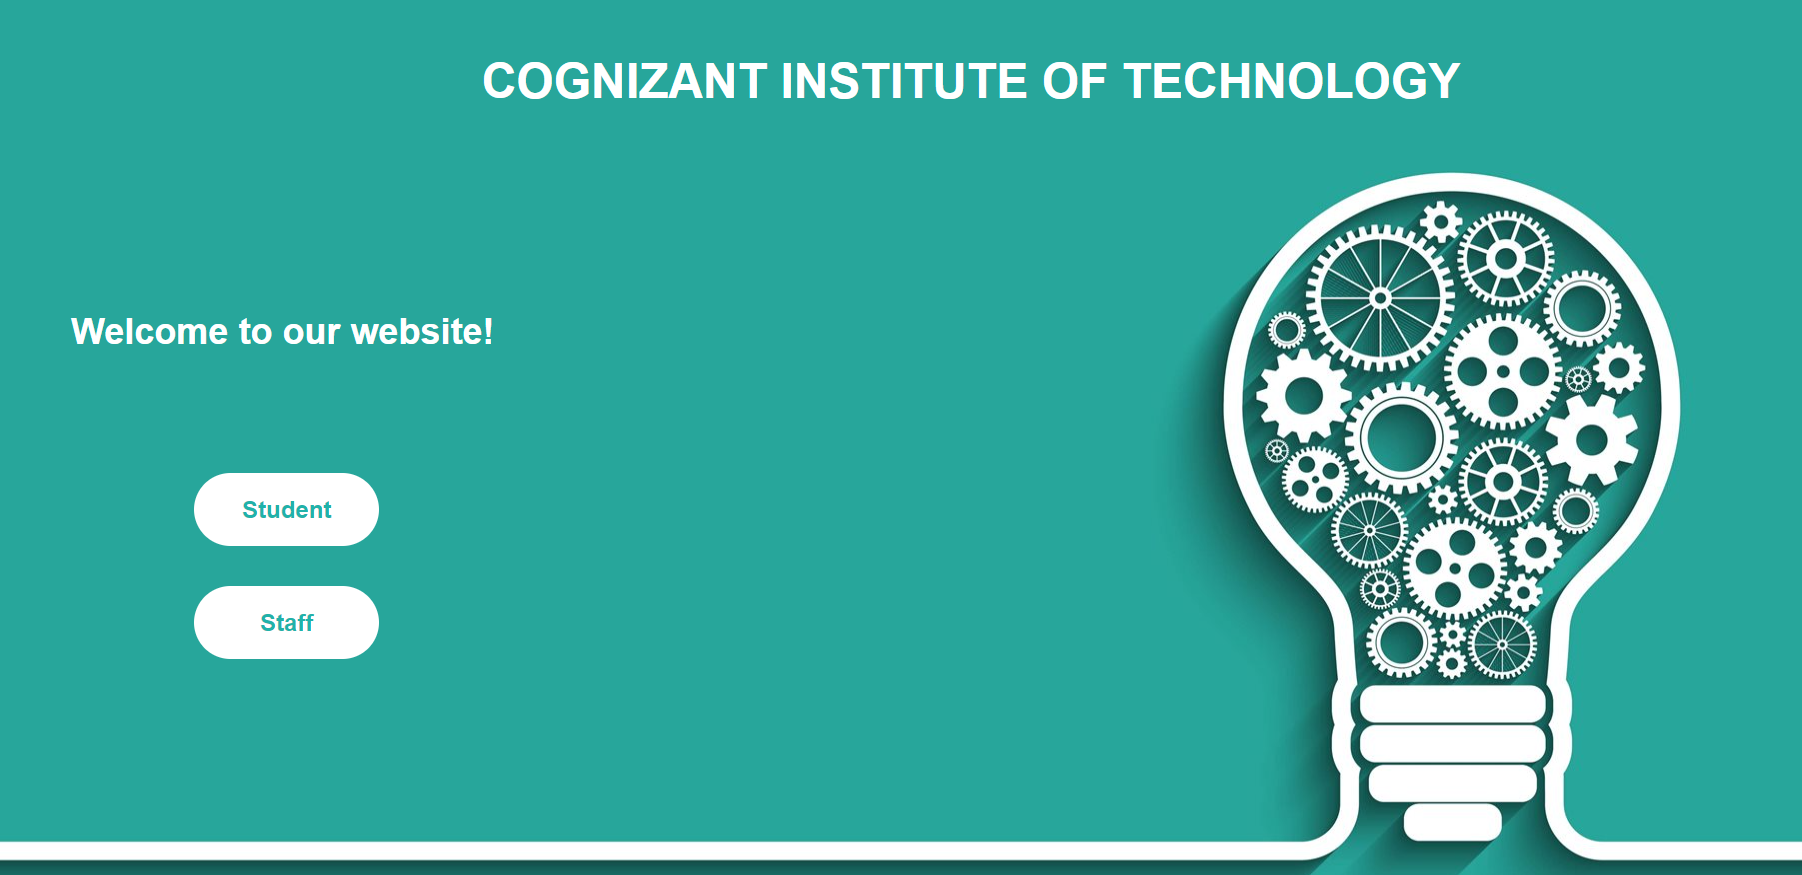 COGNIZANT INSTITUTE OF TECHNOLOGY
Welcome to our website!
Student
Staff